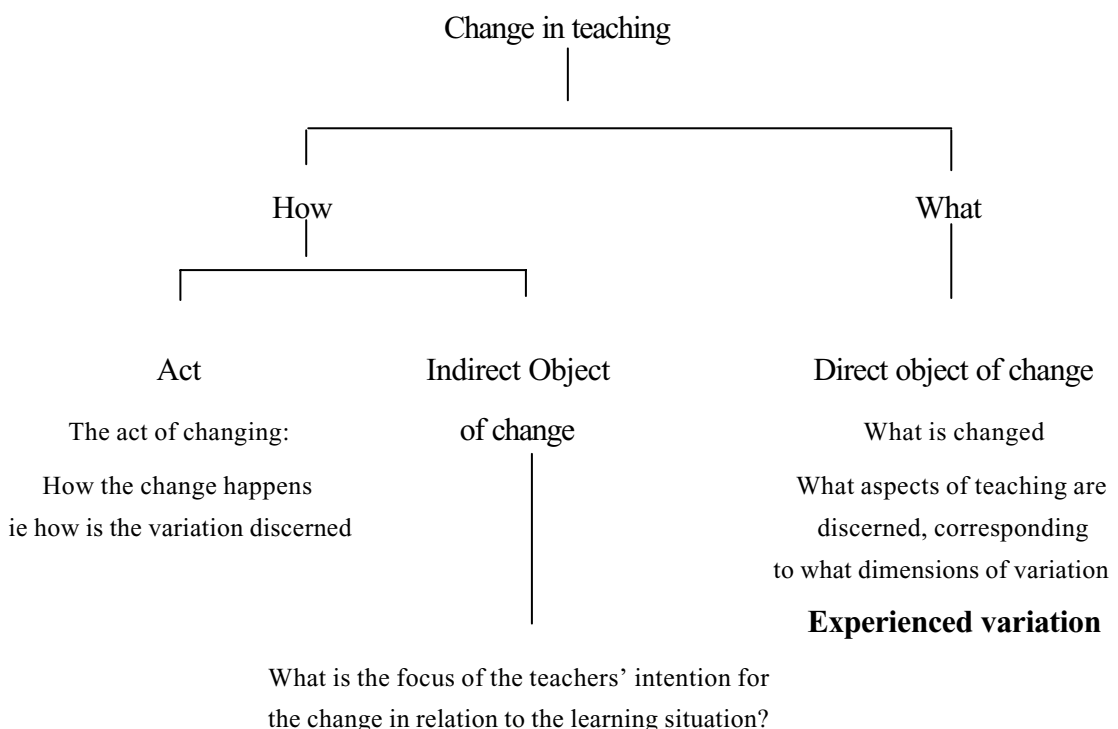 Change in teaching
How
What
Act
The act of changing:
How the change happens
ie how is the variation discerned
Indirect Object
of change
What is the focus of the teachers’ intention for
the change in relation to the learning situation?
Direct object of change
What is changed
What aspects of teaching are
discerned, corresponding
to what dimensions of variation
Experienced variation